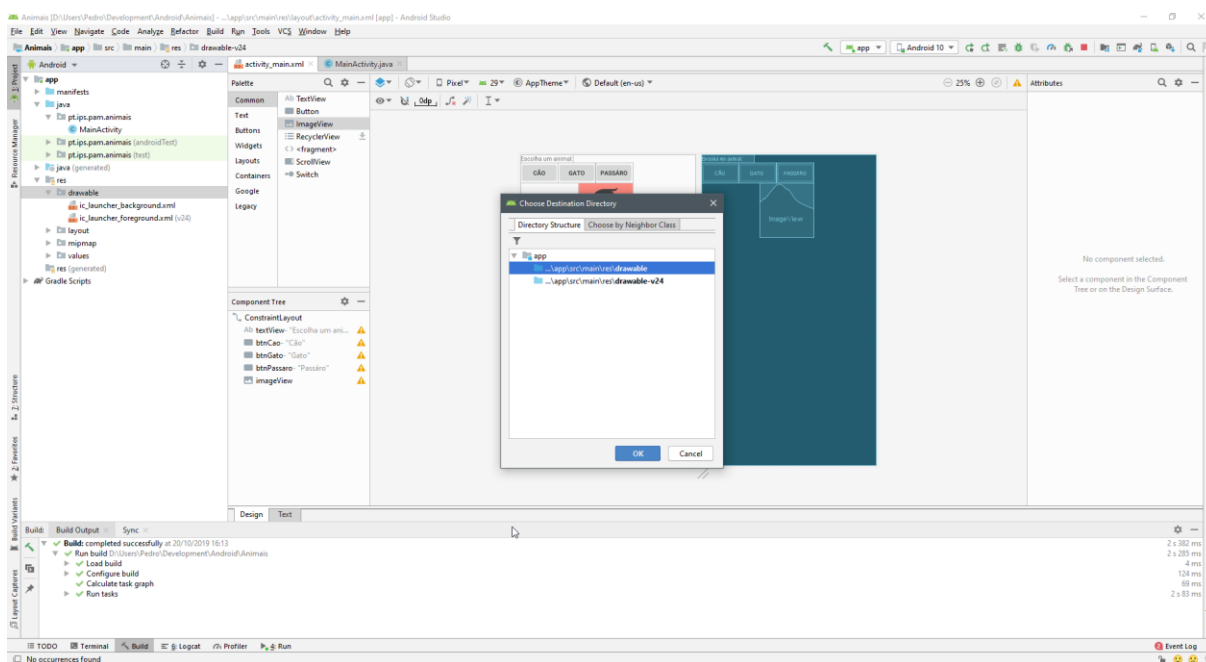 Animais [D:\Users\Pedro\Development\Android\Animais] - ...\app\src\main\res\layout\activity_main.xml [app] - Android Studio
File Edit View Navigate Code Analyze Refactor Build Run Tools VCS Window Help
Animais app src main res drawable-v24
app Android 10
Android
activity_main.xml MainActivity.java
1: Project
Resource Manager
app
manifests
java
pt.ips.pam.animais
MainActivity
pt.ips.pam.animais (androidTest)
pt.ips.pam.animais (test)
java (generated)
res
drawable
ic_launcher_background.xml
ic_launcher_foreground.xml (v24)
layout
mipmap
values
res (generated)
Gradle Scripts
Palette
Common
Text
Buttons
Widgets
Layouts
Containers
Google
Legacy
Ab TextView
Button
ImageView
RecyclerView
<fragment>
ScrollView
Switch
Pixel 29 AppTheme Default (en-us)
25%
0dp
Attributes
Escolha um animal:
CÃO GATO PASSÁRO
CÃO GATO PASSÁRO
ImageView
Choose Destination Directory
Directory Structure Choose by Neighbor Class
app
...\app\src\main\res\drawable
...\app\src\main\res\drawable-v24
OK Cancel
No component selected.
Select a component in the Component
Tree or on the Design Surface.
Component Tree
ConstraintLayout
Ab textView- "Escolha um ani...
btnCao- "Cão"
btnGato- "Gato"
btnPassaro- "Passáro"
imageView
Design Text
Z: Structure
2: Favorites
Build Variants
Layout Captures
Build: Build Output Sync
Build: completed successfully at 20/10/2019 16:13 2 s 382 ms
Run build D:\Users\Pedro\Development\Android\Animais 2 s 285 ms
Load build 4 ms
Configure build 124 ms
Calculate task graph 69 ms
Run tasks 2 s 83 ms
TODO Terminal Build 6: Logcat Profiler 4: Run
2 Event Log
No occurrences found